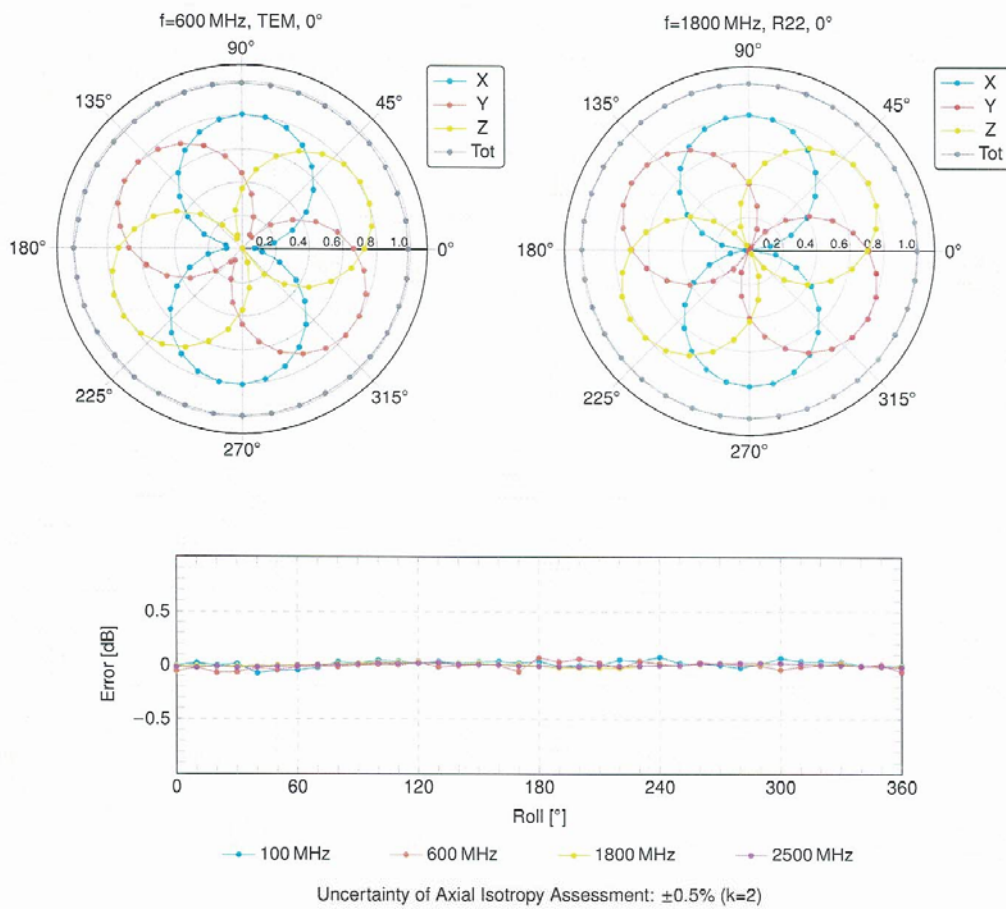 f=600 MHz, TEM, 0°
90°
135°
45°
180°
0°
225°
315°
270°
0.2 0.4 0.6 0.8 1.0
X
Y
Z
Tot
f=1800 MHz, R22, 0°
90°
135°
45°
180°
0°
225°
315°
270°
0.2 0.4 0.6 0.8 1.0
X
Y
Z
Tot
Error [dB]
0.5
0
−0.5
0 60 120 180 240 300 360
Roll [°]
100 MHz 600 MHz 1800 MHz 2500 MHz
Uncertainty of Axial Isotropy Assessment: ±0.5% (k=2)